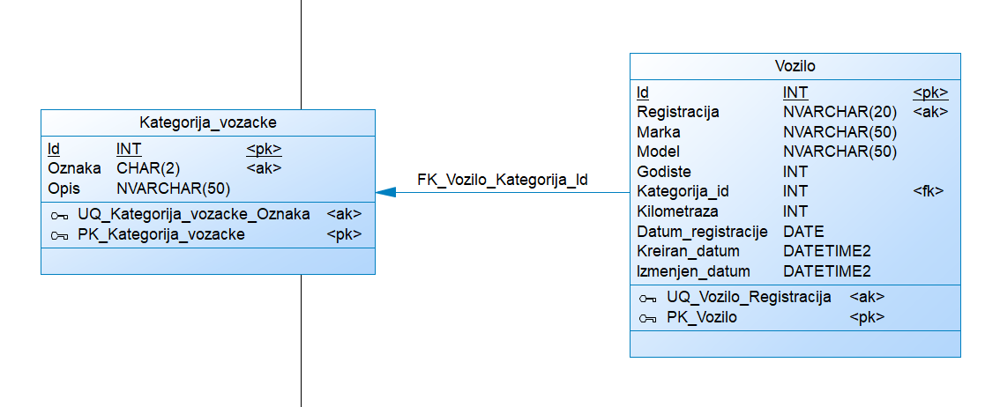 Kategorija_vozacke
Id INT <pk>
Oznaka CHAR(2) <ak>
Opis NVARCHAR(50)
UQ_Kategorija_vozacke_Oznaka <ak>
PK_Kategorija_vozacke <pk>
FK_Vozilo_Kategorija_Id
Vozilo
Id INT <pk>
Registracija NVARCHAR(20) <ak>
Marka NVARCHAR(50)
Model NVARCHAR(50)
Godiste INT
Kategorija_id INT <fk>
Kilometraza INT
Datum_registracije DATE
Kreiran_datum DATETIME2
Izmenjen_datum DATETIME2
UQ_Vozilo_Registracija <ak>
PK_Vozilo <pk>